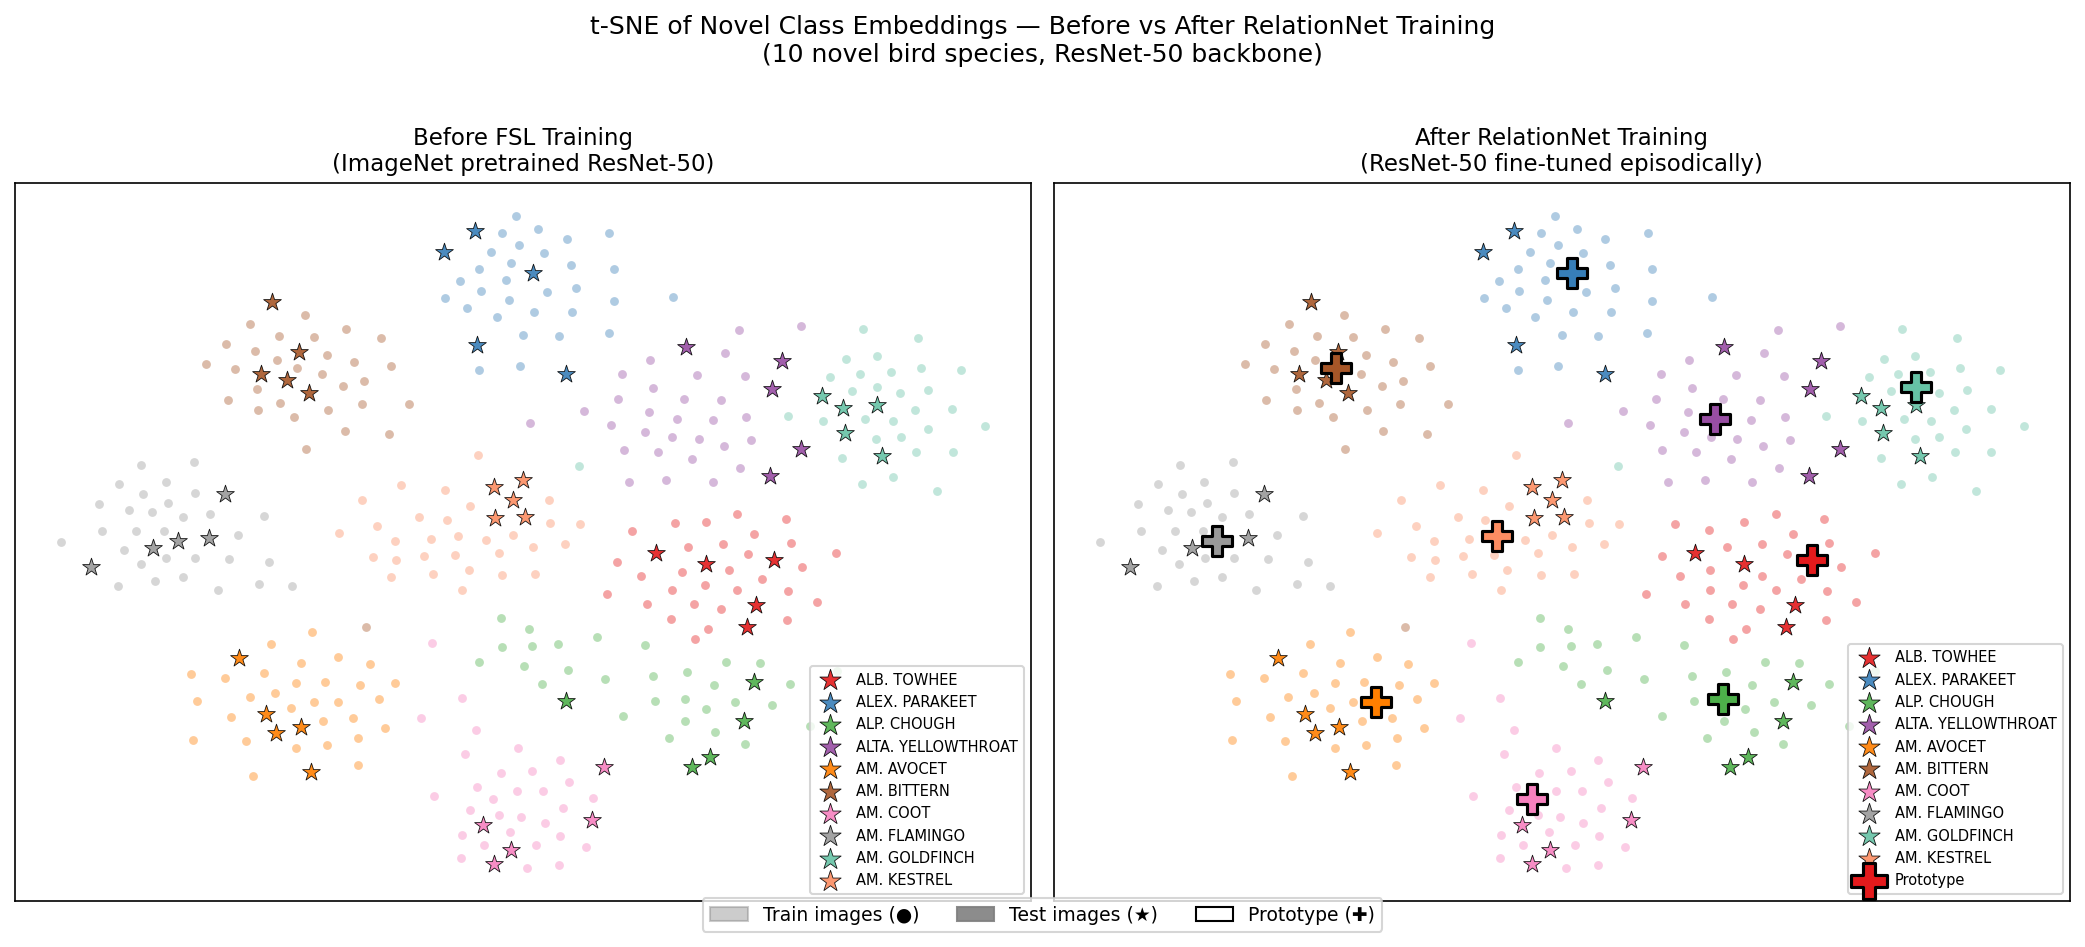 t-SNE of Novel Class Embeddings — Before vs After RelationNet Training
(10 novel bird species, ResNet-50 backbone)
Before FSL Training
(ImageNet pretrained ResNet-50)
ALB. TOWHEE
ALEX. PARAKEET
ALP. CHOUGH
ALTA. YELLOWTHROAT
AM. AVOCET
AM. BITTERN
AM. COOT
AM. FLAMINGO
AM. GOLDFINCH
AM. KESTREL
After RelationNet Training
(ResNet-50 fine-tuned episodically)
ALB. TOWHEE
ALEX. PARAKEET
ALP. CHOUGH
ALTA. YELLOWTHROAT
AM. AVOCET
AM. BITTERN
AM. COOT
AM. FLAMINGO
AM. GOLDFINCH
AM. KESTREL
Prototype
Train images (●) Test images (★) Prototype (✚)